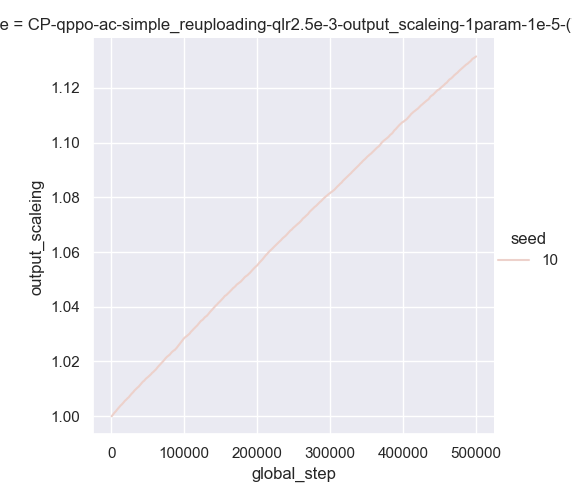 e = CP-qppo-ac-simple_reuploading-qlr2.5e-3-output_scaleing-1param-1e-5-(
1.12
1.10
1.08
1.06
1.04
1.02
1.00
output_scaleing
0 100000 200000 300000 400000 500000
global_step
seed
10